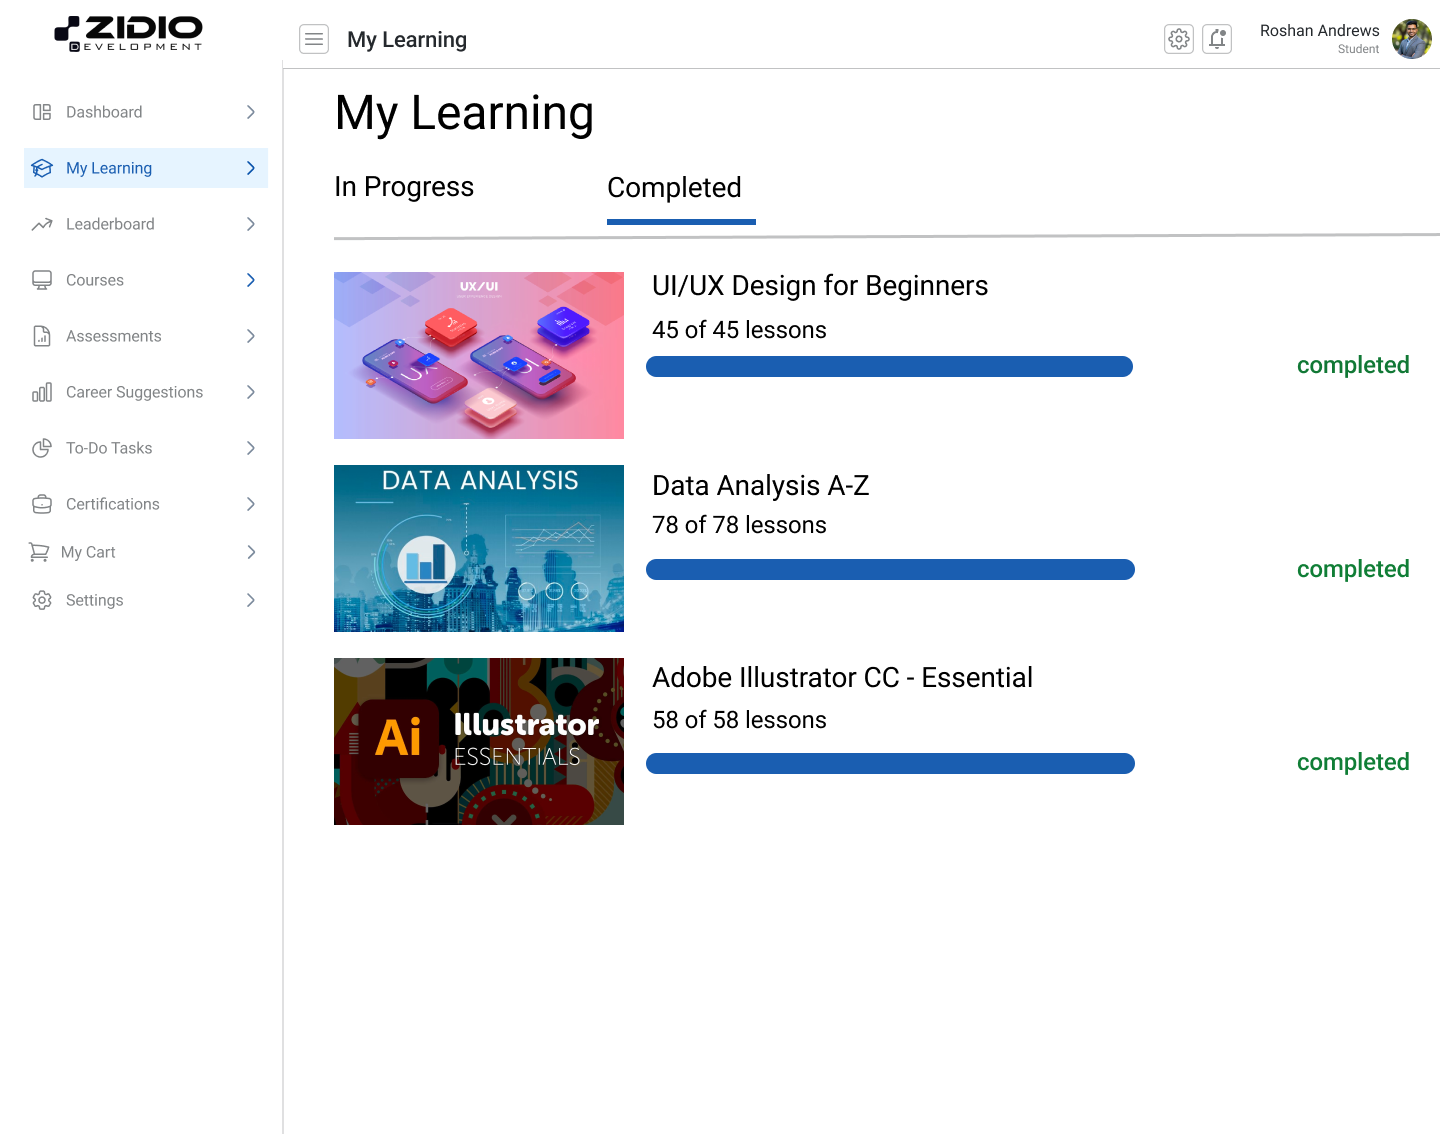 ZIDIO
DEVELOPMENT
My Learning
Roshan Andrews
Student
Dashboard
My Learning
Leaderboard
Courses
Assessments
Career Suggestions
To-Do Tasks
Certifications
My Cart
Settings
My Learning
In Progress
Completed
UX/UI
UX
UI
UI/UX Design for Beginners
45 of 45 lessons
completed
DATA ANALYSIS
Data Analysis A-Z
78 of 78 lessons
completed
Ai
Illustrator
ESSENTIALS
Adobe Illustrator CC - Essential
58 of 58 lessons
completed